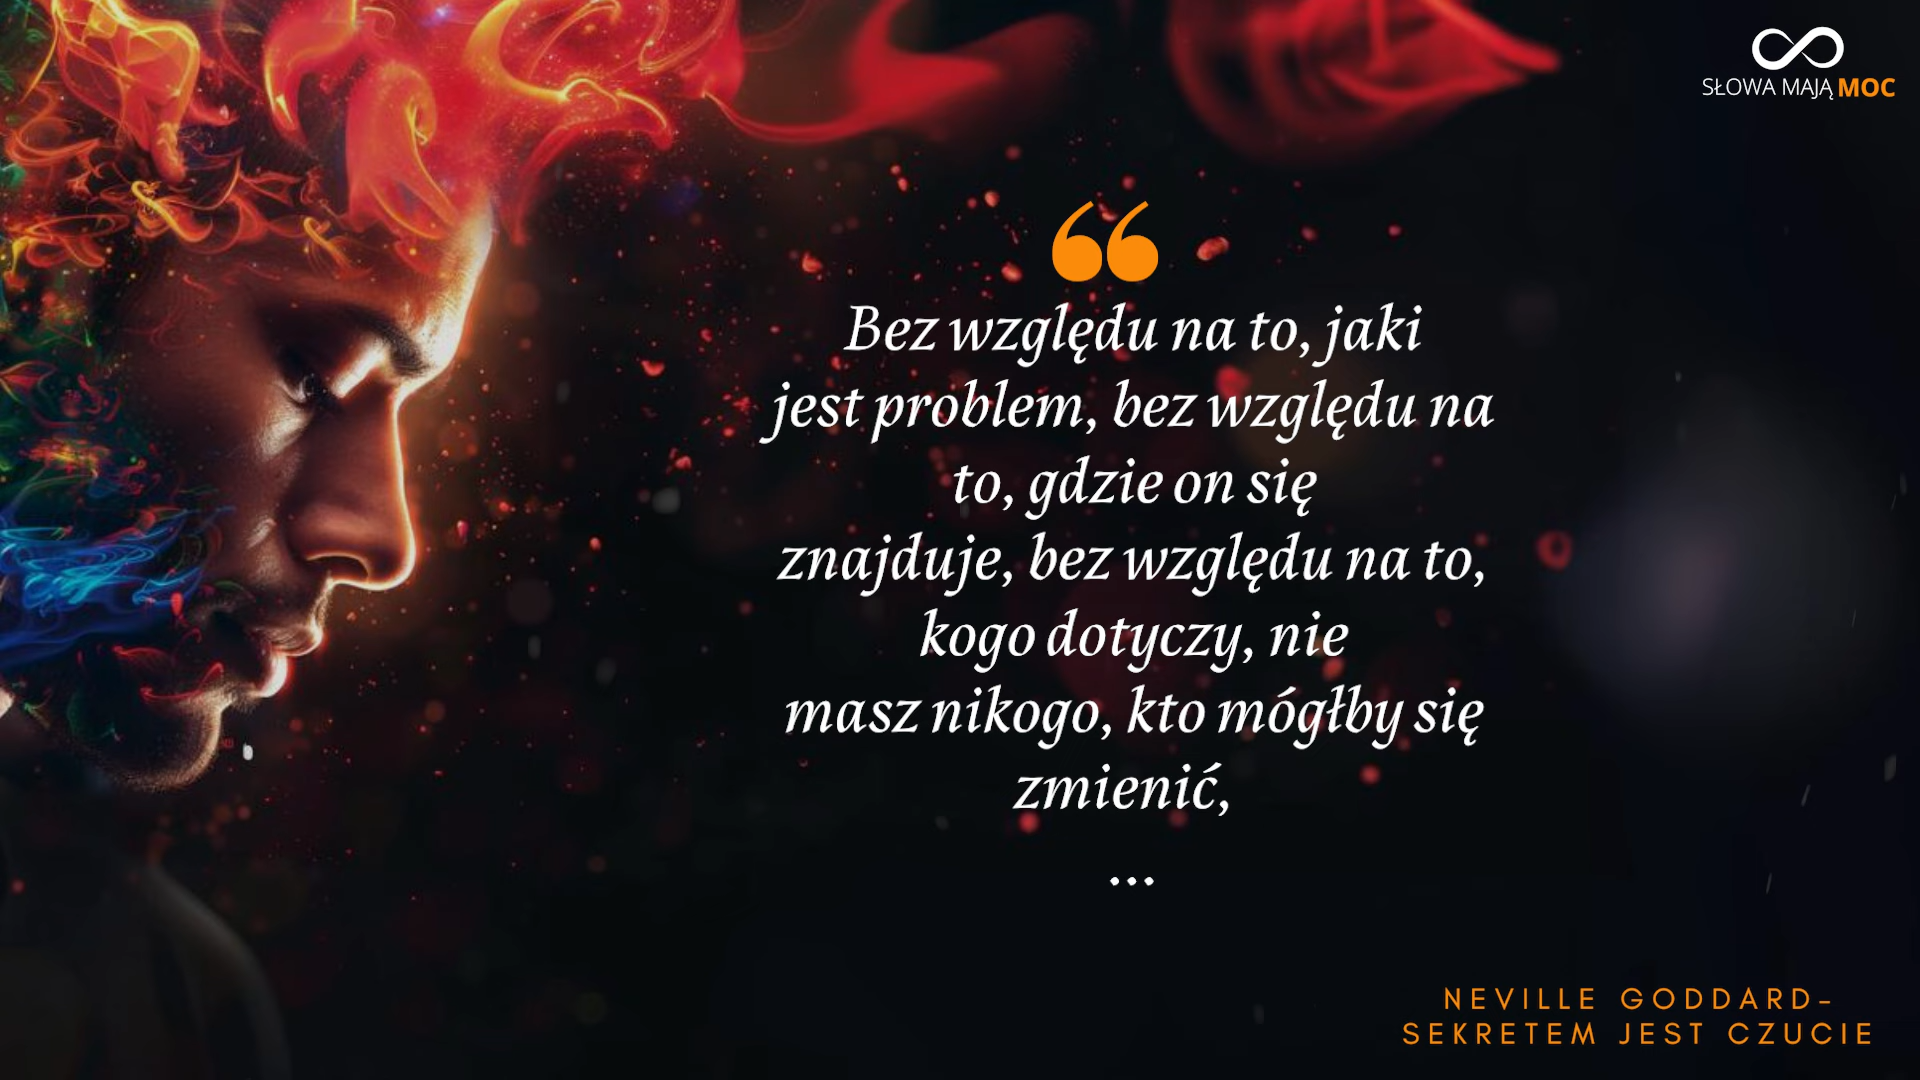 SŁOWA MAJĄ MOC
Bez względu na to, jaki
jest problem, bez względu na
to, gdzie on się
znajduje, bez względu na to,
kogo dotyczy, nie
masz nikogo, kto mógłby się
zmienić,
...
NEVILLE GODDARD-
SEKRETEM JEST CZUCIE